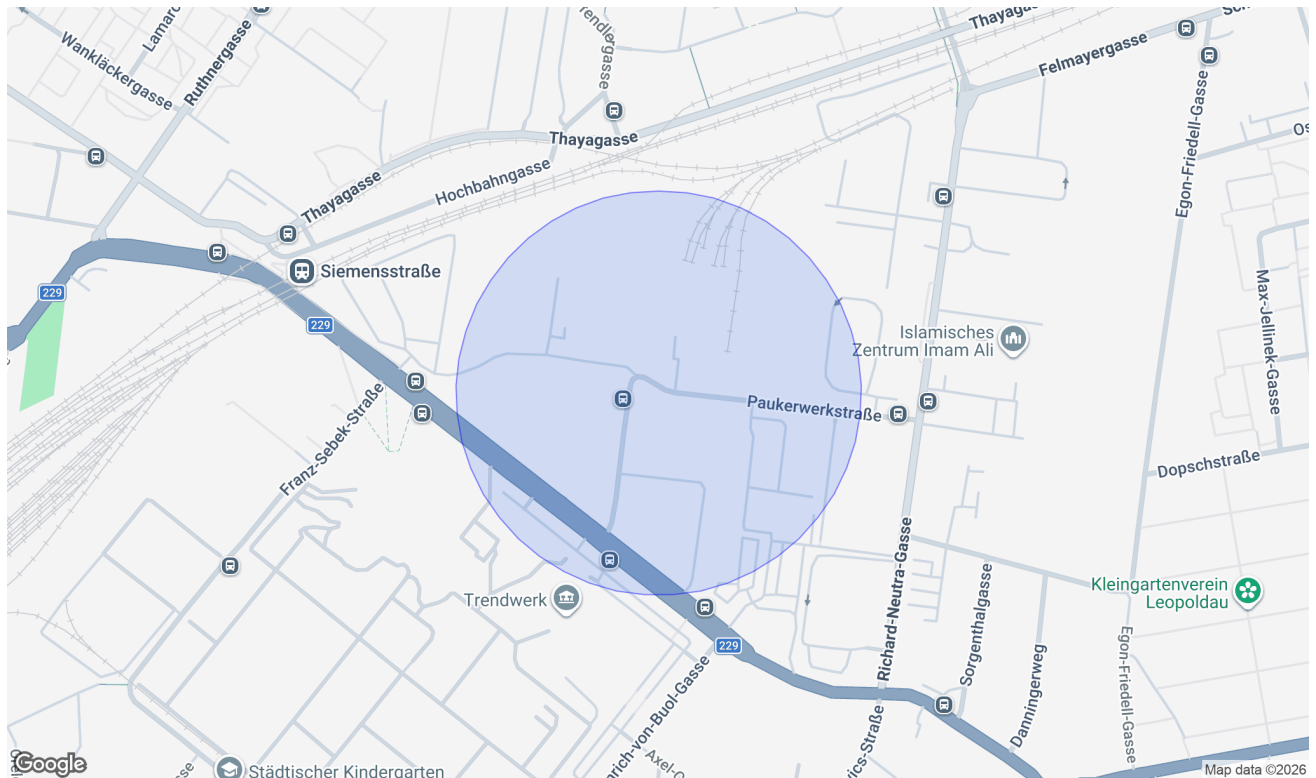 Thayagasse
Wankläckergasse
Ruthnergasse
Felmayergasse
Thayagasse
Egon-Friedell-Gasse
Hochbahngasse
Thayagasse
Siemensstraße
229
229
Max-Jellinek-Gasse
Islamisches
Zentrum Imam Ali
Paukerwerkstraße
Franz-Sebek-Straße
Dopschstraße
Richard-Neutra-Gasse
Kleingartenverein
Leopoldau
Trendwerk
Sorgenthalgasse
Egon-Friedell-Gasse
Danningerweg
229
Städtischer Kindergarten
Google
Map data ©2026